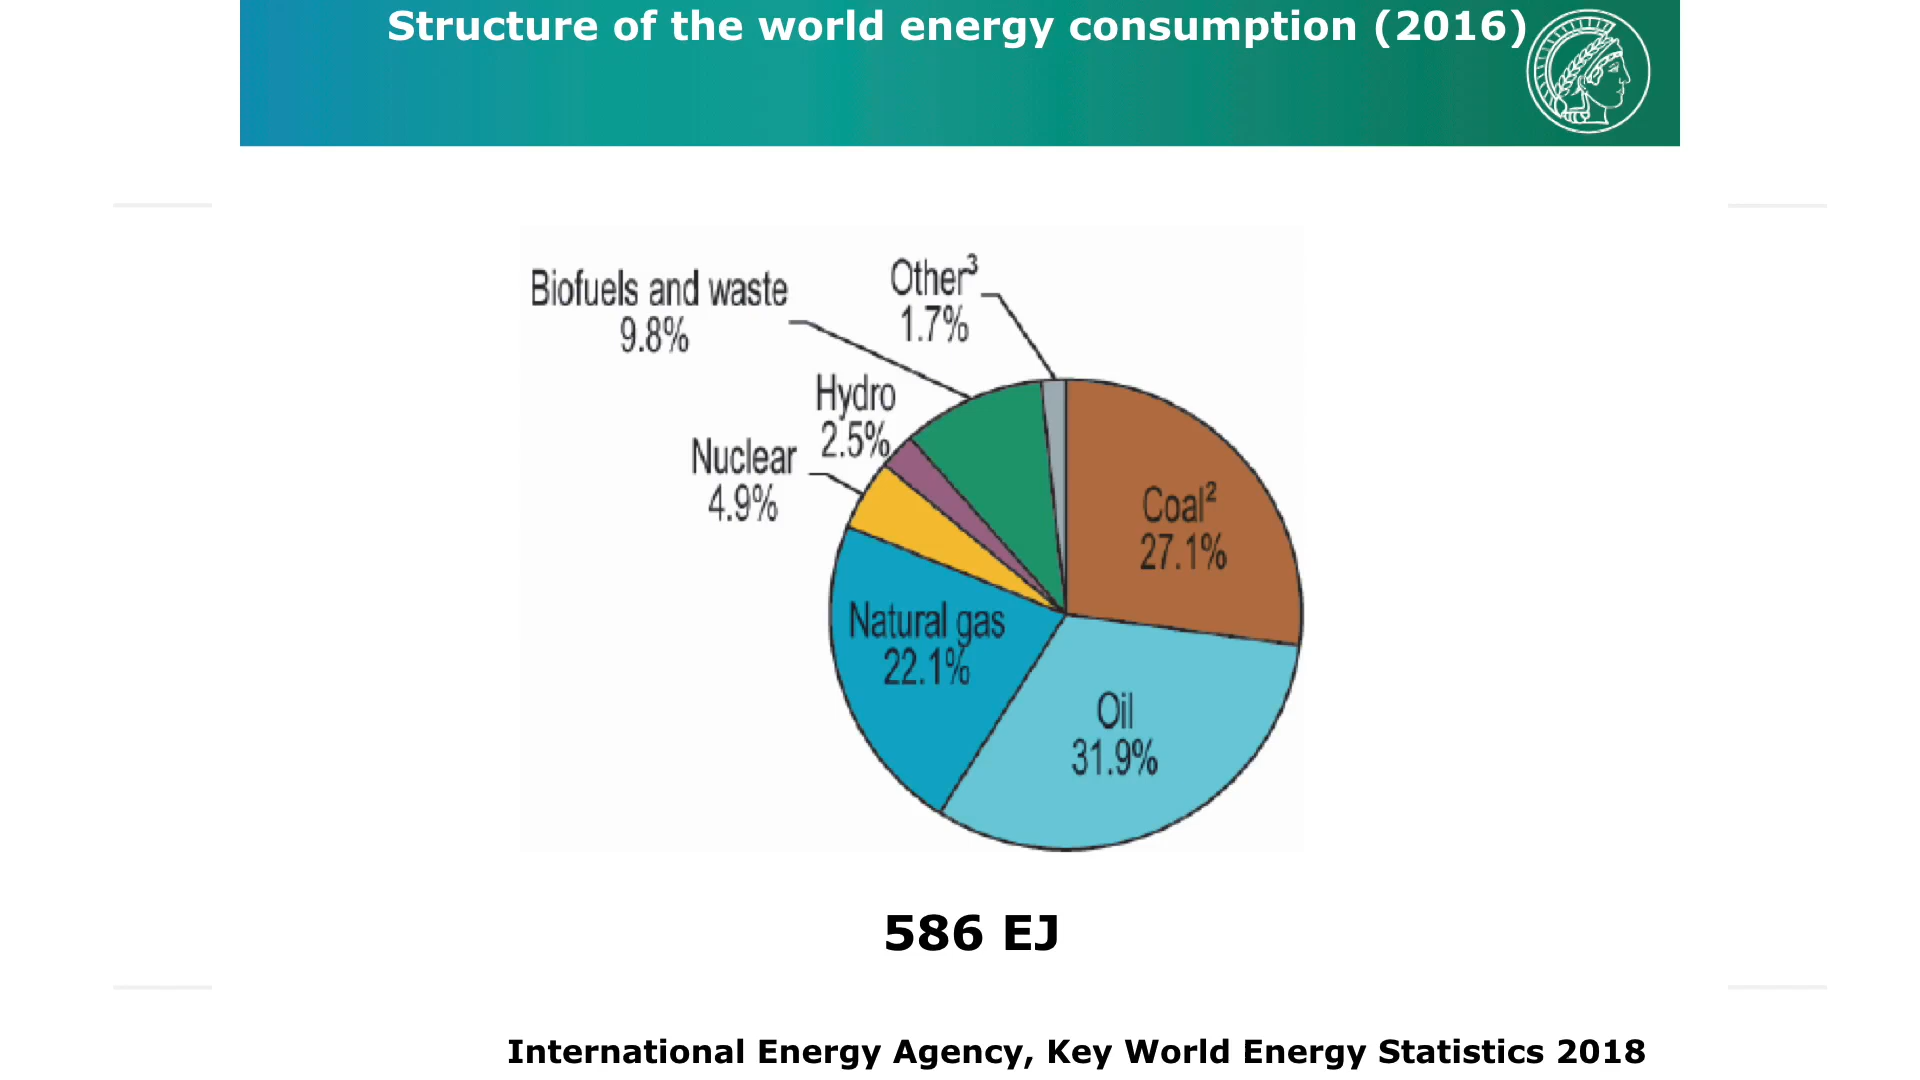 Structure of the world energy consumption (2016)
Biofuels and waste
9.8%
Other³
1.7%
Hydro
2.5%
Nuclear
4.9%
Coal²
27.1%
Natural gas
22.1%
Oil
31.9%
586 EJ
International Energy Agency, Key World Energy Statistics 2018